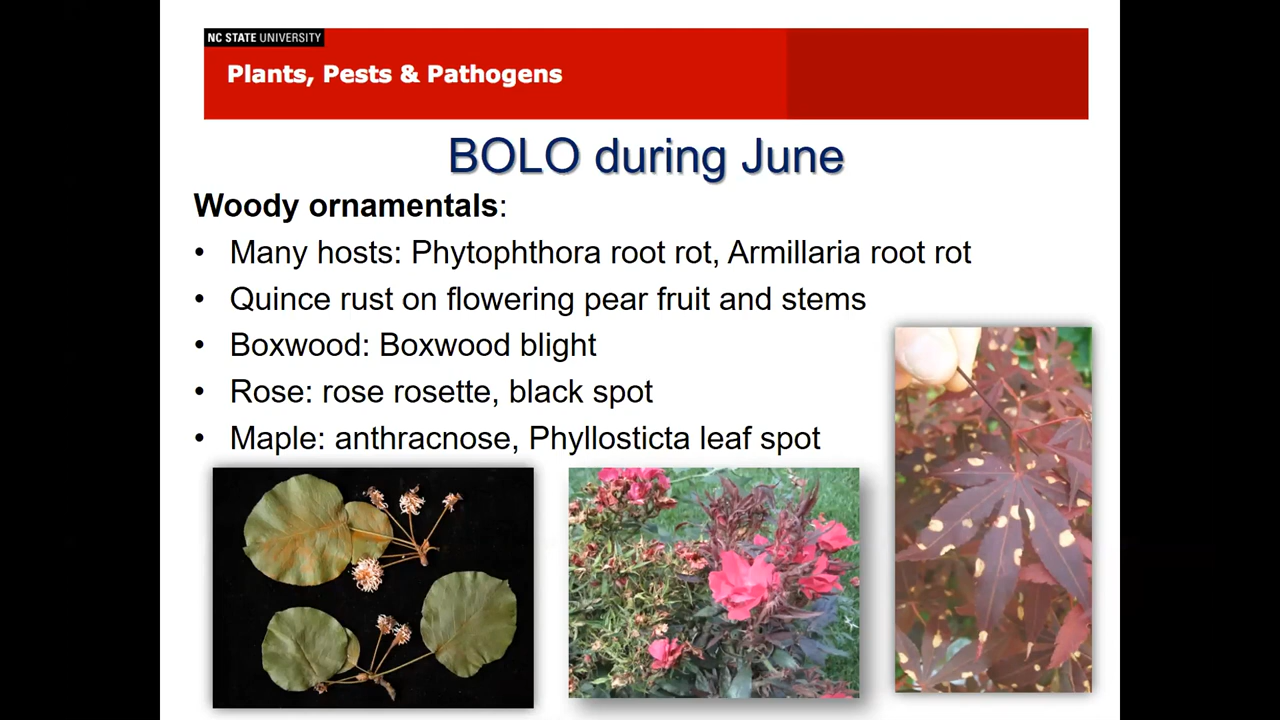 NC STATE UNIVERSITY
Plants, Pests & Pathogens
BOLO during June
Woody ornamentals:
• Many hosts: Phytophthora root rot, Armillaria root rot
• Quince rust on flowering pear fruit and stems
• Boxwood: Boxwood blight
• Rose: rose rosette, black spot
• Maple: anthracnose, Phyllosticta leaf spot